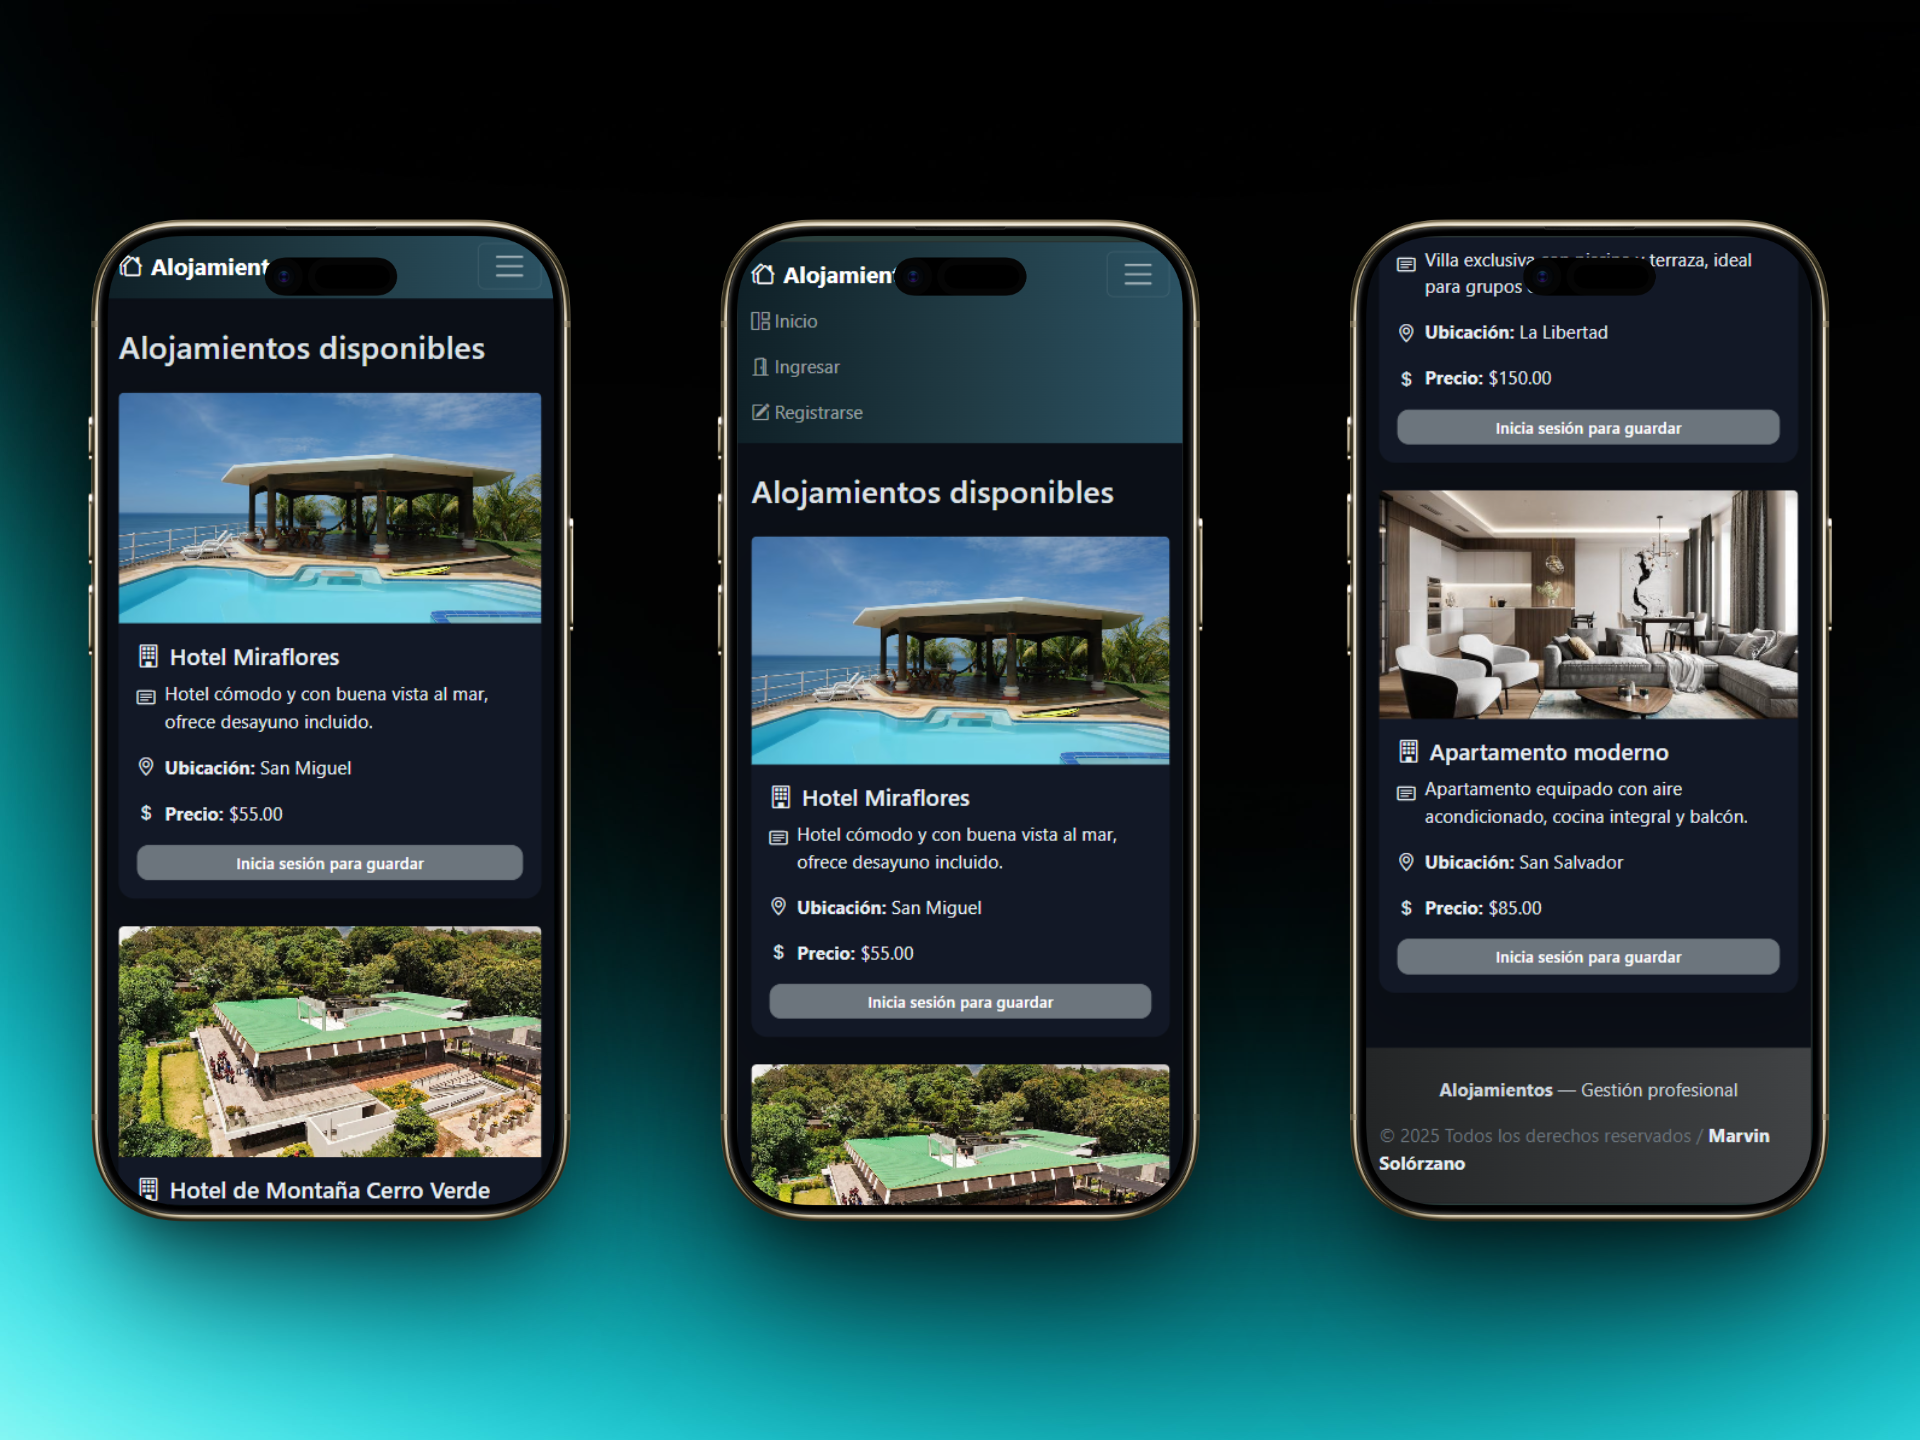 Alojamient
Alojamientos disponibles
Hotel Miraflores
Hotel cómodo y con buena vista al mar,
ofrece desayuno incluido.
Ubicación: San Miguel
$ Precio: $55.00
Inicia sesión para guardar
Hotel de Montaña Cerro Verde
Alojamien
Inicio
Ingresar
Registrarse
Alojamientos disponibles
Hotel Miraflores
Hotel cómodo y con buena vista al mar,
ofrece desayuno incluido.
Ubicación: San Miguel
$ Precio: $55.00
Inicia sesión para guardar
Villa exclusiva terraza, ideal
para grupos
Ubicación: La Libertad
$ Precio: $150.00
Inicia sesión para guardar
Apartamento moderno
Apartamento equipado con aire
acondicionado, cocina integral y balcón.
Ubicación: San Salvador
$ Precio: $85.00
Inicia sesión para guardar
Alojamientos — Gestión profesional
© 2025 Todos los derechos reservados / Marvin
Solórzano